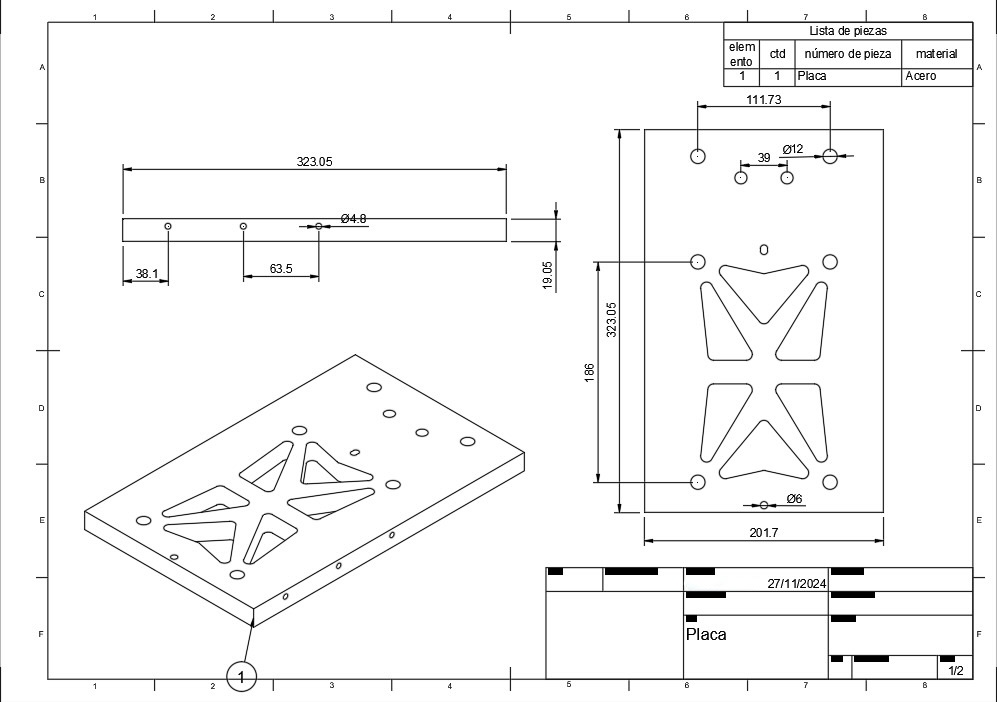 1 2 3 4 5 6 7 8
Lista de piezas
elem
ento ctd número de pieza material
1 1 Placa Acero
A A
111.73
Ø12
39
323.05
B B
Ø4.8
38.1
63.5
19.05
C C
323.05
186
D D
Ø6
E E
201.7
27/11/2024
F F
Placa
1/2
1
1 2 3 4 5 6 7 8